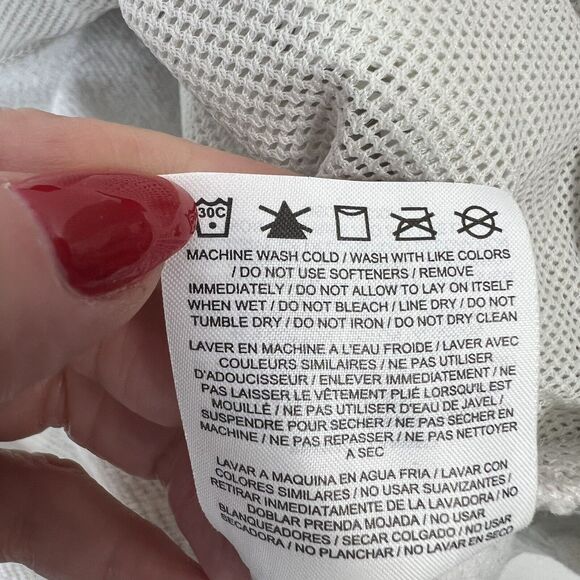 30C
MACHINE WASH COLD / WASH WITH LIKE COLORS
/ DO NOT USE SOFTENERS / REMOVE
IMMEDIATELY / DO NOT ALLOW TO LAY ON ITSELF
WHEN WET / DO NOT BLEACH / LINE DRY / DO NOT
TUMBLE DRY / DO NOT IRON / DO NOT DRY CLEAN
LAVER EN MACHINE A L'EAU FROIDE / LAVER AVEC
COULEURS SIMILAIRES / NE PAS UTILISER
D'ADOUCISSEUR / ENLEVER IMMEDIATEMENT / NE
PAS LAISSER LE VÊTEMENT PLIÉ LORSQU'IL EST
MOUILLÉ / NE PAS UTILISER D'EAU DE JAVEL /
SUSPENDRE POUR SECHER / NE PAS SÉCHER EN
MACHINE / NE PAS REPASSER / NE PAS NETTOYER
A SEC
LAVAR A MAQUINA EN AGUA FRIA / LAVAR CON
COLORES SIMILARES / NO USAR SUAVIZANTES /
RETIRAR INMEDIATAMENTE DE LA LAVADORA / NO
DOBLAR PRENDA MOJADA / NO USAR
BLANQUEADORES / SECAR COLGADO / NO USAR
SECADORA / NO PLANCHAR / NO LAVAR EN SECO